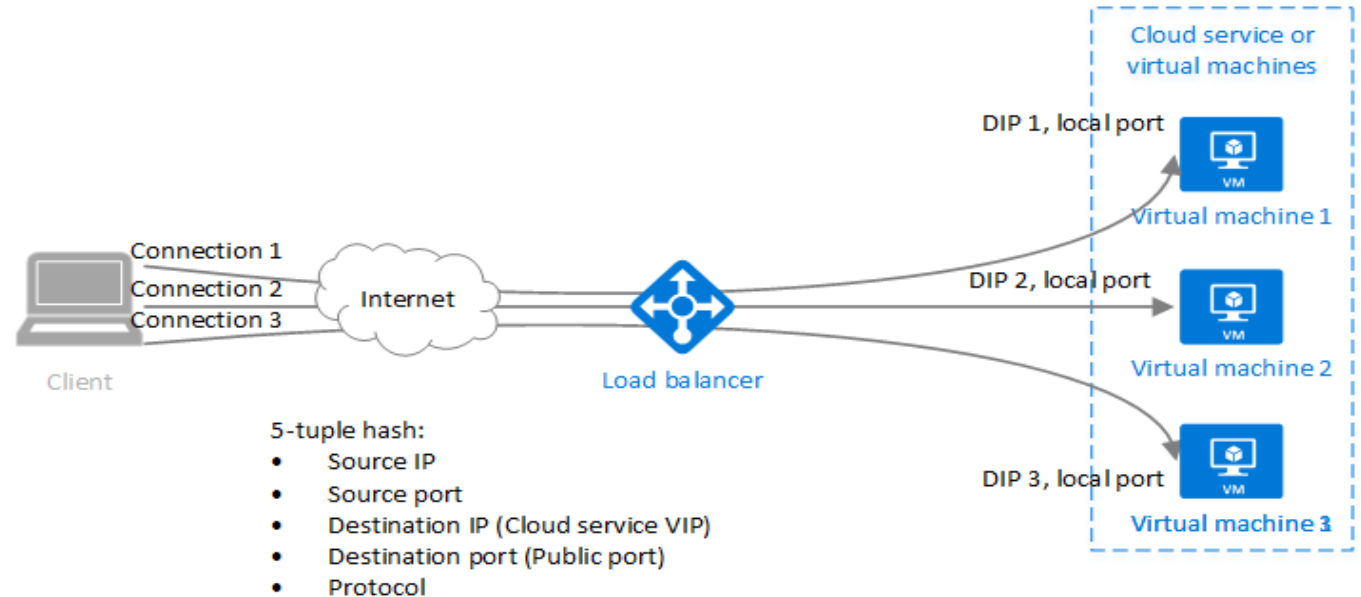 Cloud service or
virtual machines
DIP 1, local port
VM
Virtual machine 1
Connection 1
Connection 2
Connection 3
Internet
DIP 2, local port
VM
Virtual machine 2
Client
Load balancer
5-tuple hash:
• Source IP
• Source port
• Destination IP (Cloud service VIP)
• Destination port (Public port)
• Protocol
DIP 3, local port
VM
Virtual machine